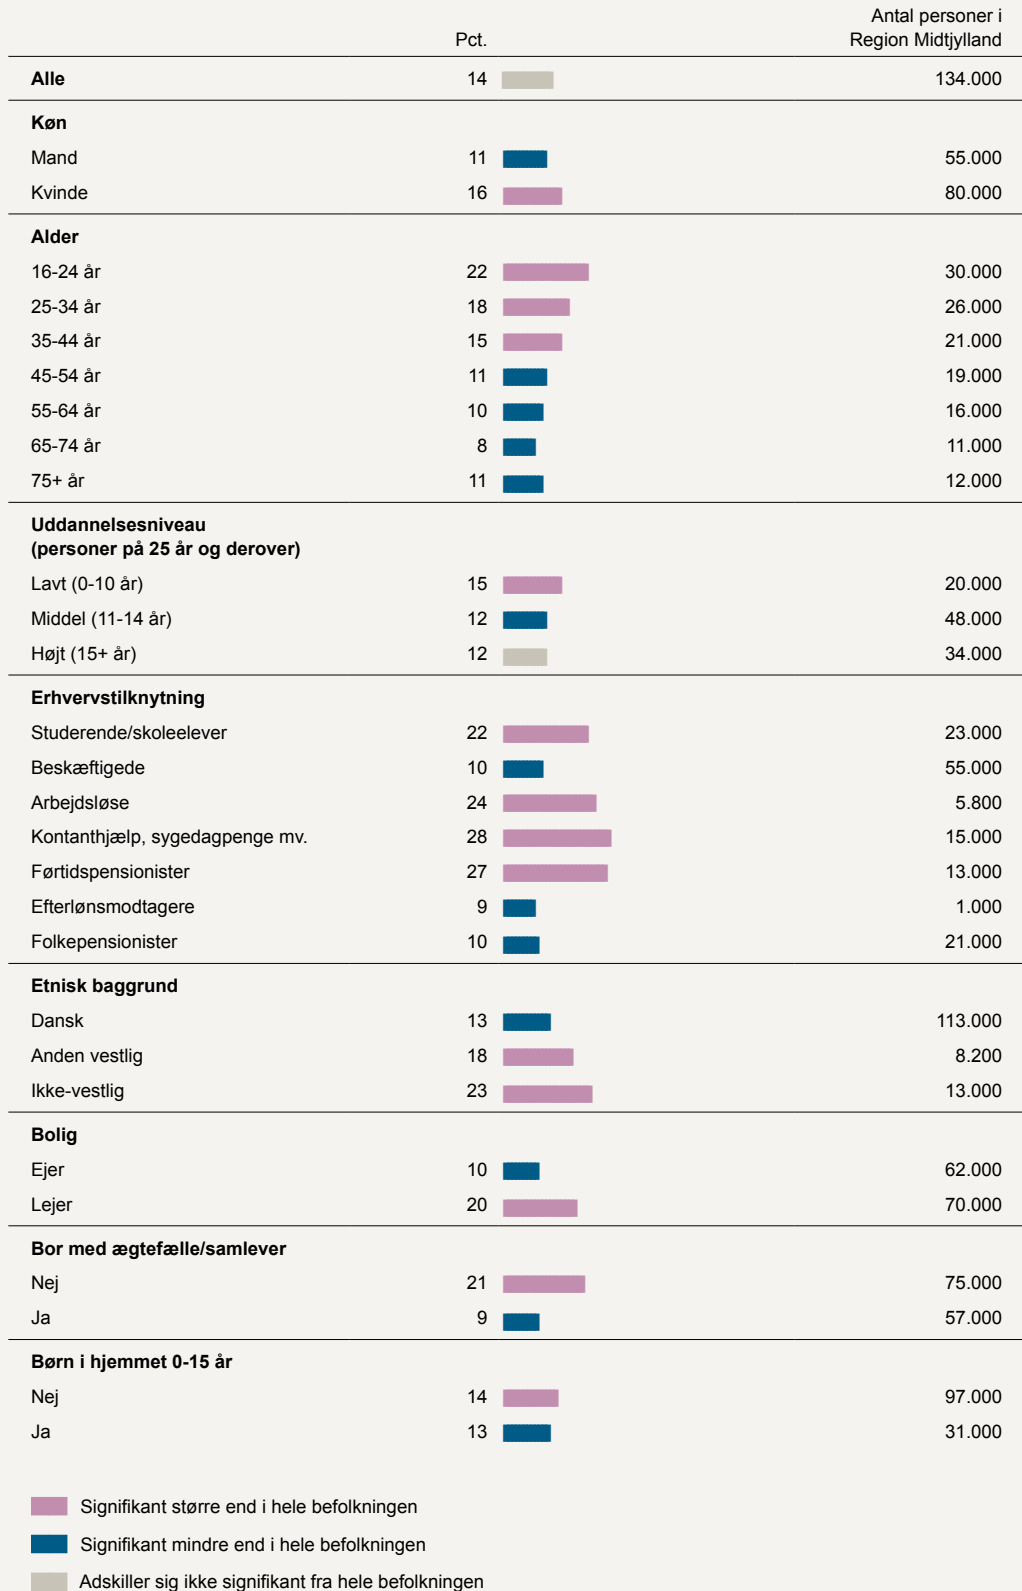 Pct. Antal personer i Region Midtjylland
Alle 14 134.000
Køn
Mand 11 55.000
Kvinde 16 80.000
Alder
16-24 år 22 30.000
25-34 år 18 26.000
35-44 år 15 21.000
45-54 år 11 19.000
55-64 år 10 16.000
65-74 år 8 11.000
75+ år 11 12.000
Uddannelsesniveau
(personer på 25 år og derover)
Lavt (0-10 år) 15 20.000
Middel (11-14 år) 12 48.000
Højt (15+ år) 12 34.000
Erhvervstilknytning
Studerende/skoleelever 22 23.000
Beskæftigede 10 55.000
Arbejdsløse 24 5.800
Kontanthjælp, sygedagpenge mv. 28 15.000
Førtidspensionister 27 13.000
Efterlønsmodtagere 9 1.000
Folkepensionister 10 21.000
Etnisk baggrund
Dansk 13 113.000
Anden vestlig 18 8.200
Ikke-vestlig 23 13.000
Bolig
Ejer 10 62.000
Lejer 20 70.000
Bor med ægtefælle/samlever
Nej 21 75.000
Ja 9 57.000
Børn i hjemmet 0-15 år
Nej 14 97.000
Ja 13 31.000
Signifikant større end i hele befolkningen
Signifikant mindre end i hele befolkningen
Adskiller sig ikke signifikant fra hele befolkningen